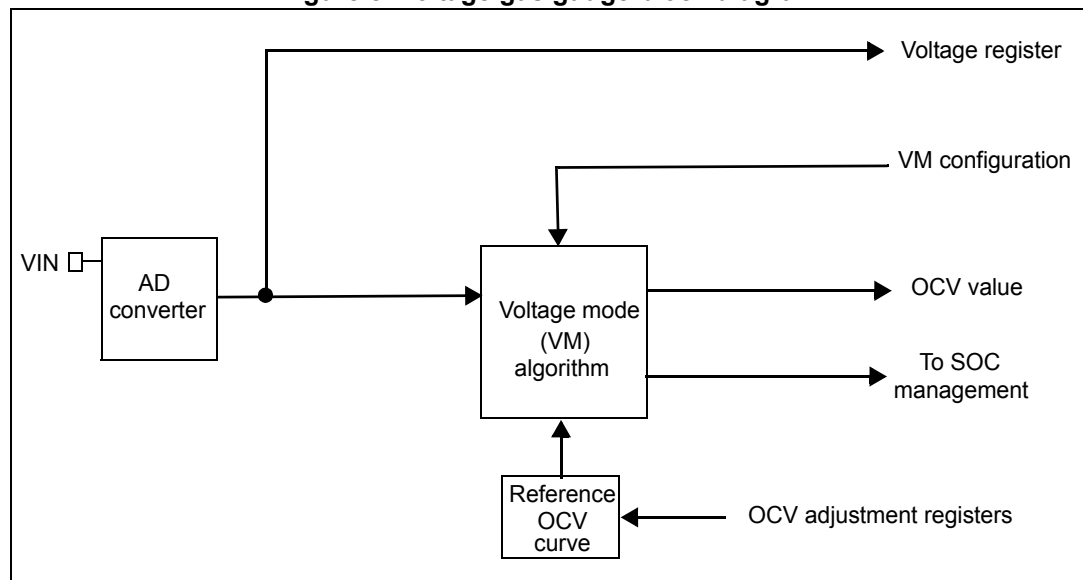 Voltage register
VM configuration
VIN
AD
converter
Voltage mode
(VM)
algorithm
OCV value
To SOC
management
Reference
OCV
curve
OCV adjustment registers